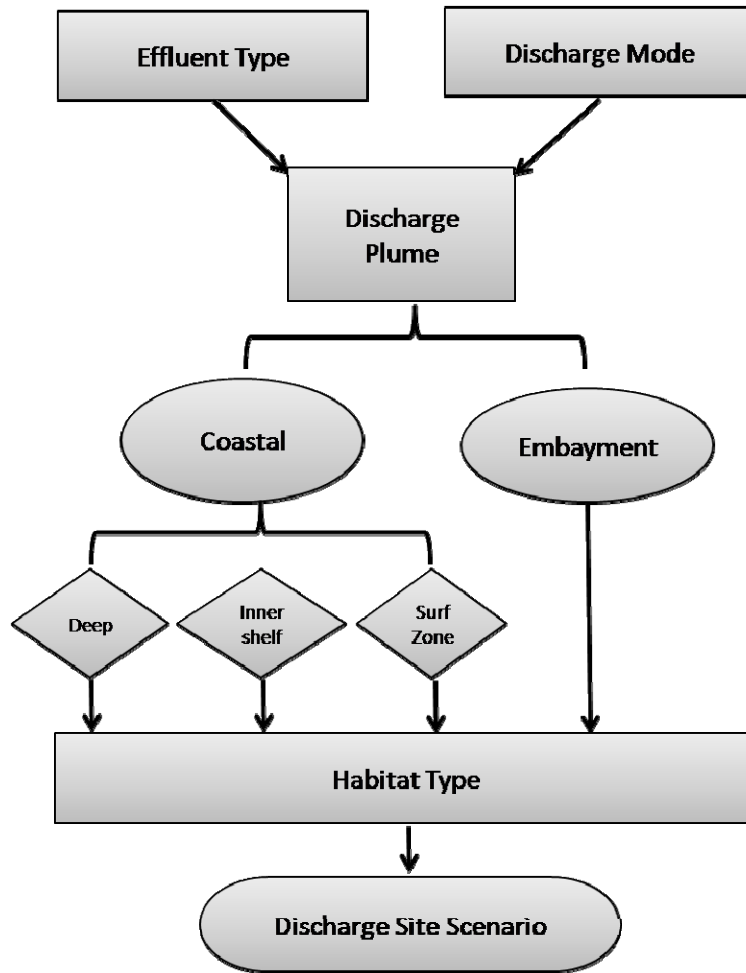 Effluent Type
Discharge Mode
Discharge
Plume
Coastal
Embayment
Deep
Inner
shelf
Surf
Zone
Habitat Type
Discharge Site Scenario